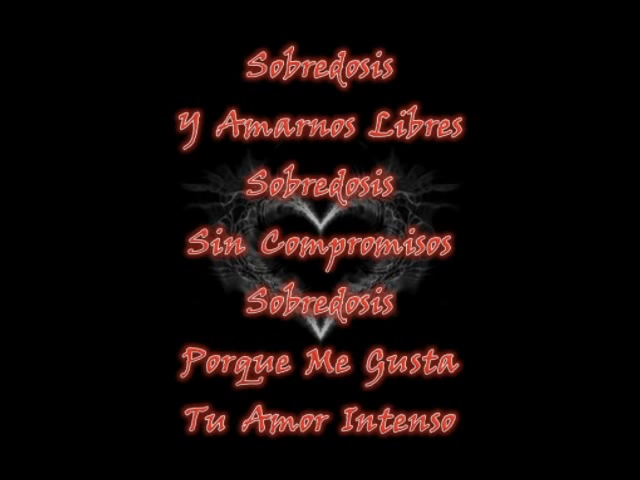 Sobredosis
Y Amarnos Libres
Sobredosis
Sin Compromisos
Sobredosis
Porque Me Gusta
Tu Amor Intenso